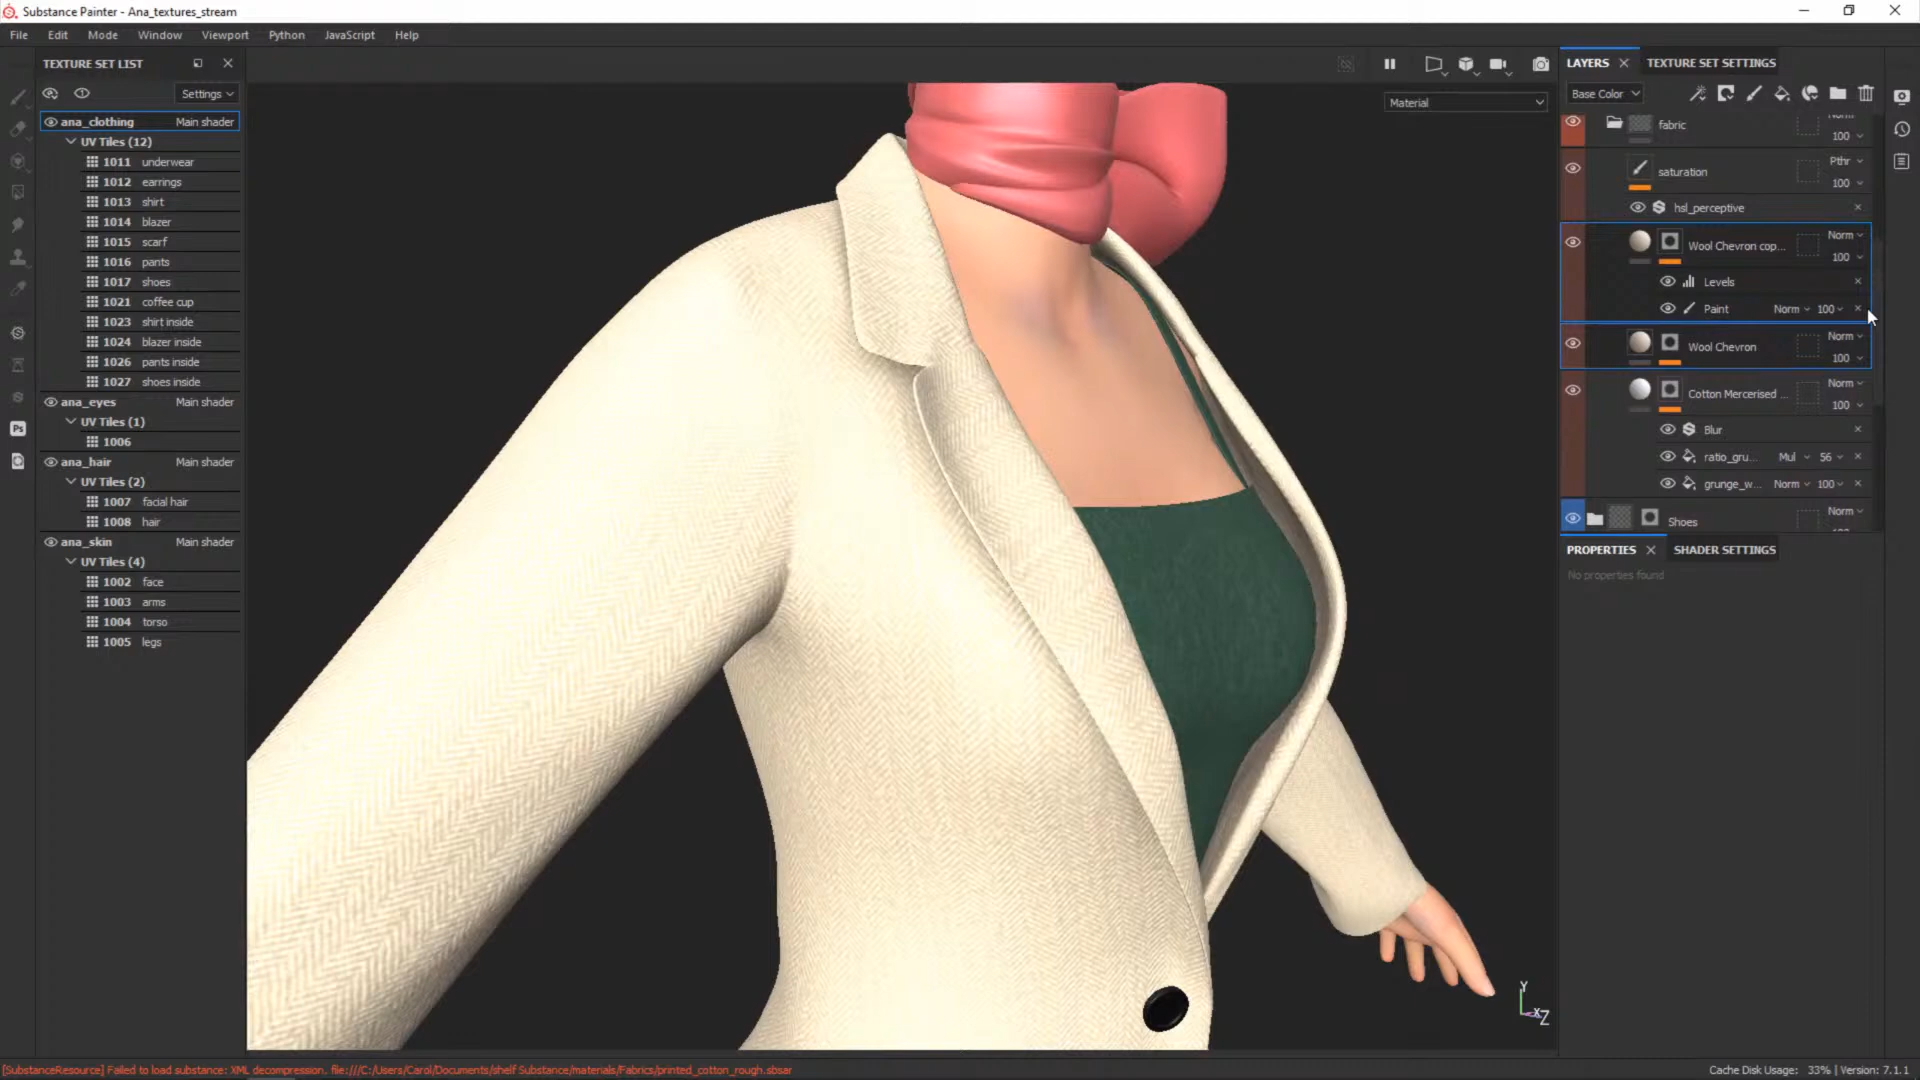 Substance Painter - Ana_textures_stream
File Edit Mode Window Viewport Python JavaScript Help
TEXTURE SET LIST
Settings
ana_clothing Main shader
UV Tiles (12)
1011 underwear
1012 earrings
1013 shirt
1014 blazer
1015 scarf
1016 pants
1017 shoes
1021 coffee cup
1023 shirt inside
1024 blazer inside
1026 pants inside
1027 shoes inside
ana_eyes Main shader
UV Tiles (1)
1006
ana_hair Main shader
UV Tiles (2)
1007 facial hair
1008 hair
ana_skin Main shader
UV Tiles (4)
1002 face
1003 arms
1004 torso
1005 legs
Ps
Material
Y
X
Z
LAYERS TEXTURE SET SETTINGS
Base Color
fabric
100
saturation Pthr
100
hsl_perceptive
Wool Chevron cop... Norm
100
Levels
Paint Norm 100
Wool Chevron Norm
100
Cotton Mercerised ... Norm
100
Blur
ratio_gru... Mul 56
grunge_w... Norm 100
Shoes Norm
PROPERTIES SHADER SETTINGS
No properties found
[SubstanceResource] Failed to load substance: XML decompression. file:///C:/Users/Carol/Documents/shelf Substance/materials/Fabrics/printed_cotton_rough.sbsar
Cache Disk Usage: 33% | Version: 7.1.1